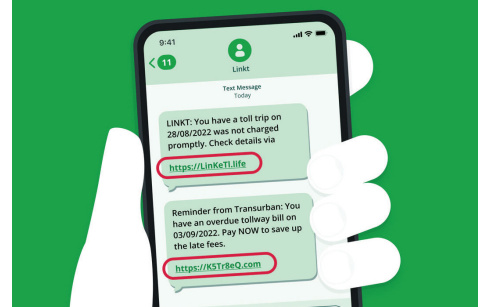 9:41
11
Linkt
Text Message
Today
LINKT: You have a toll trip on
28/08/2022 was not charged
promptly. Check details via
https://LinKeTl.life
Reminder from Transurban: You
have an overdue tollway bill on
03/09/2022. Pay NOW to save up
the late fees.
https://K5Tr8eQ.com